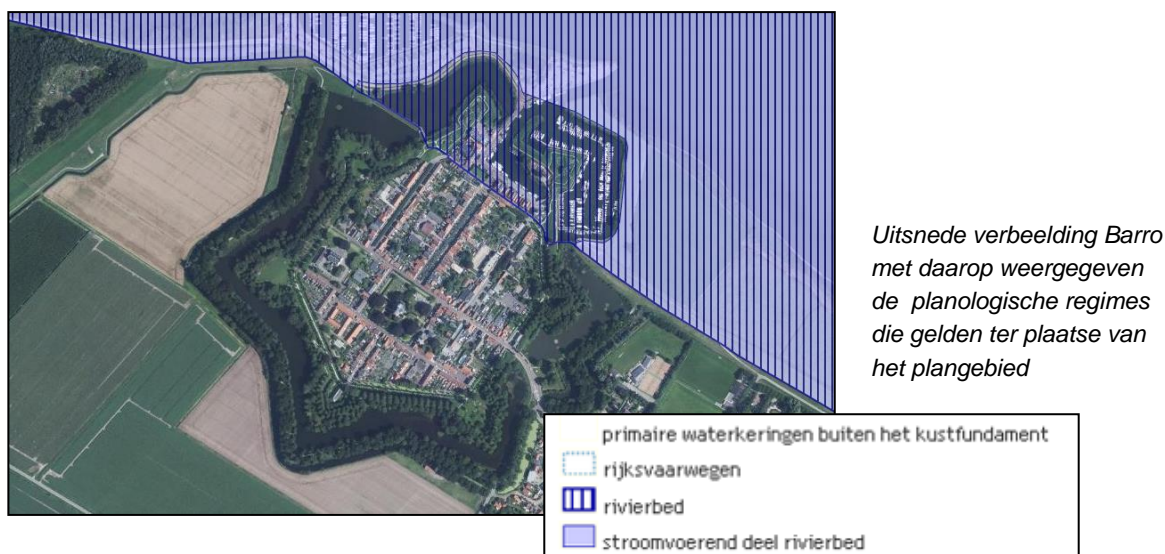 Uitsnede verbeelding Barro
met daarop weergegeven
de planologische regimes
die gelden ter plaatse van
het plangebied
primaire waterkeringen buiten het kustfundament
rijksvaarwegen
rivierbed
stroomvoerend deel rivierbed